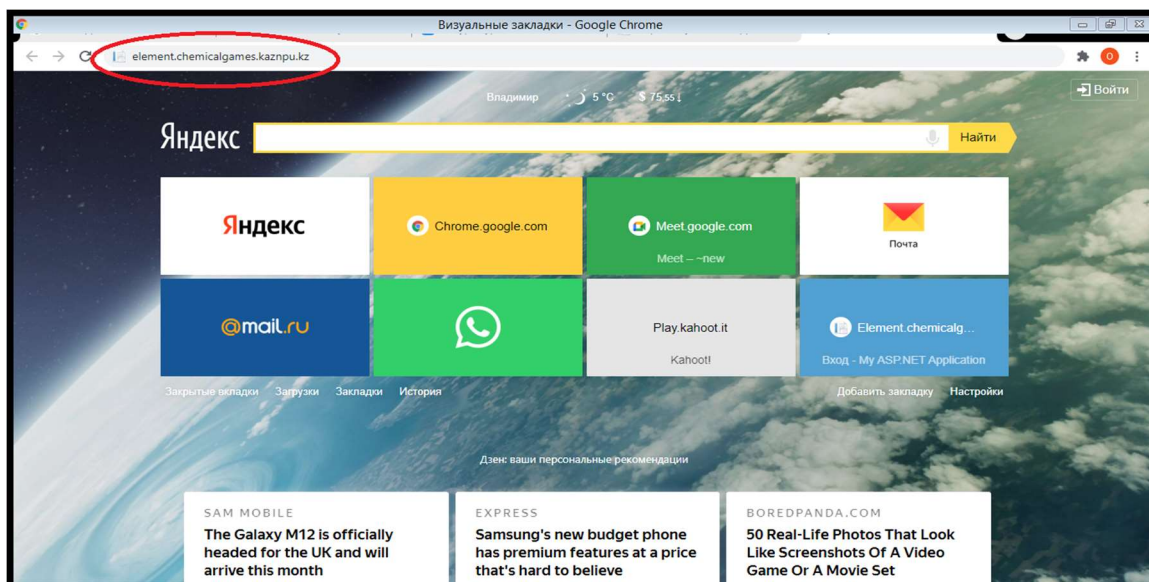 Визуальные закладки - Google Chrome
element.chemicalgames.kaznpu.kz
O
Владимир 5 °C $ 75,55↓
Войти
Яндекс
Найти
Яндекс
Chrome.google.com
Meet.google.com
Meet – ~new
Почта
@mail.ru
Play.kahoot.it
Kahoot!
Element.chemicalg...
Вход - My ASP.NET Application
Закрытые вкладки Загрузки Закладки История
Добавить закладку Настройки
Дзен: ваши персональные рекомендации
SAM MOBILE
The Galaxy M12 is officially
headed for the UK and will
arrive this month
EXPRESS
Samsung's new budget phone
has premium features at a price
that's hard to believe
BOREDPANDA.COM
50 Real-Life Photos That Look
Like Screenshots Of A Video
Game Or A Movie Set